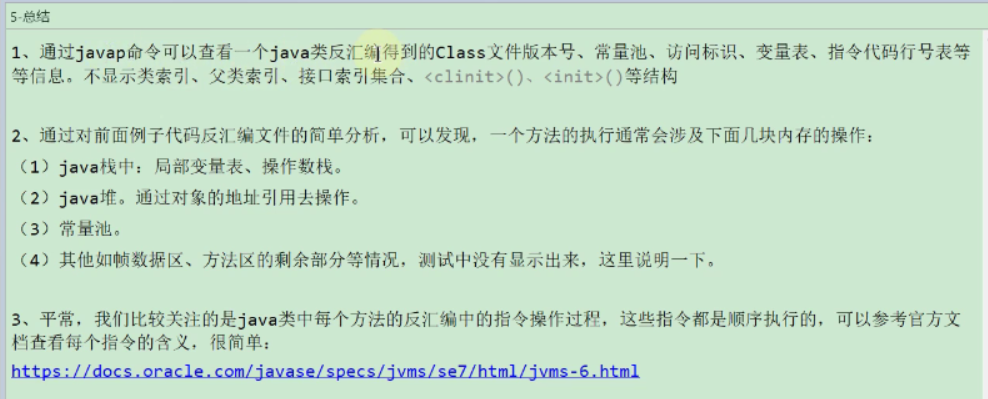 5-总结
1、通过javap命令可以查看一个java类反汇编得到的Class文件版本号、常量池、访问标识、变量表、指令代码行号表等
等信息。不显示类索引、父类索引、接口索引集合、<clinit>()、<init>()等结构
2、通过对前面例子代码反汇编文件的简单分析，可以发现，一个方法的执行通常会涉及下面几块内存的操作：
（1）java栈中：局部变量表、操作数栈。
（2）java堆。通过对象的地址引用去操作。
（3）常量池。
（4）其他如帧数据区、方法区的剩余部分等情况，测试中没有显示出来，这里说明一下。
3、平常，我们比较关注的是java类中每个方法的反汇编中的指令操作过程，这些指令都是顺序执行的，可以参考官方文
档查看每个指令的含义，很简单：
https://docs.oracle.com/javase/specs/jvms/se7/html/jvms-6.html